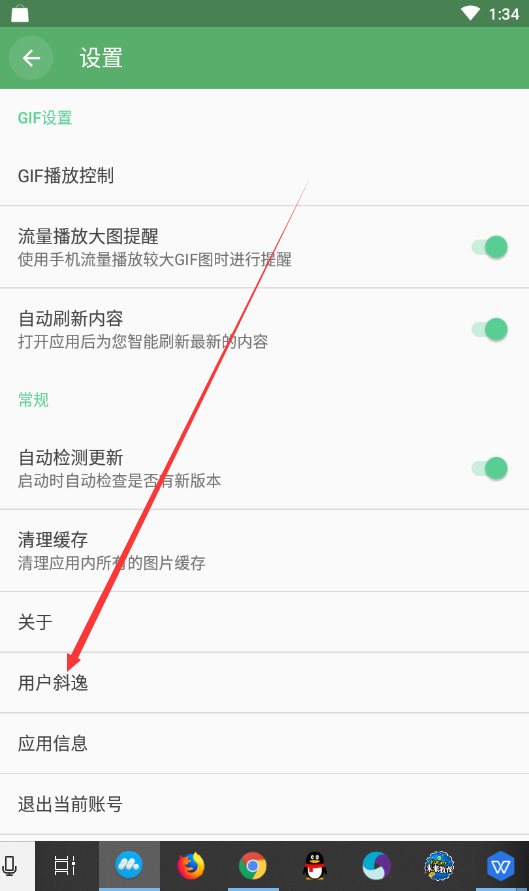 1:34
设置
GIF设置
GIF播放控制
流量播放大图提醒
使用手机流量播放较大GIF图时进行提醒
自动刷新内容
打开应用后为您智能刷新最新的内容
常规
自动检测更新
启动时自动检查是否有新版本
清理缓存
清理应用内所有的图片缓存
关于
用户斜逸
应用信息
退出当前账号